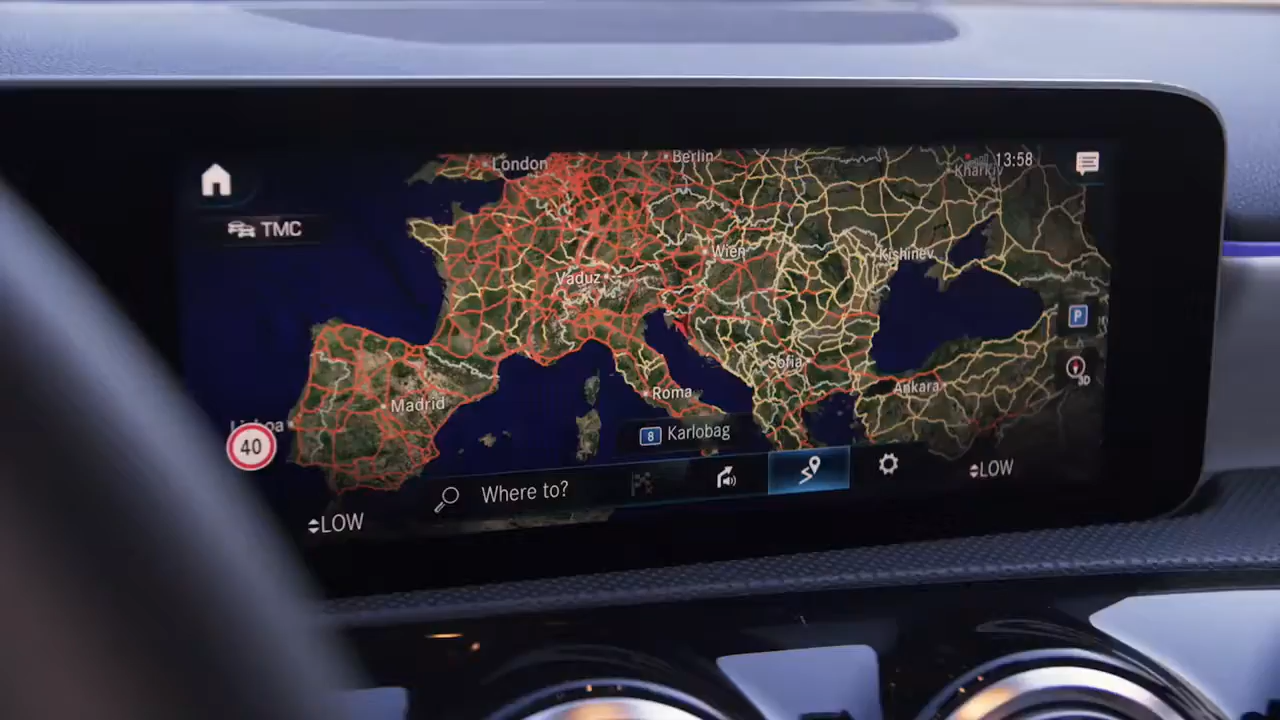 London
Berlin
13:58
Kharkiv
TMC
Wien
Kishinev
Vaduz
P
Sofia
3D
Ankara
Roma
Madrid
40
8 Karlobag
Where to?
LOW
LOW